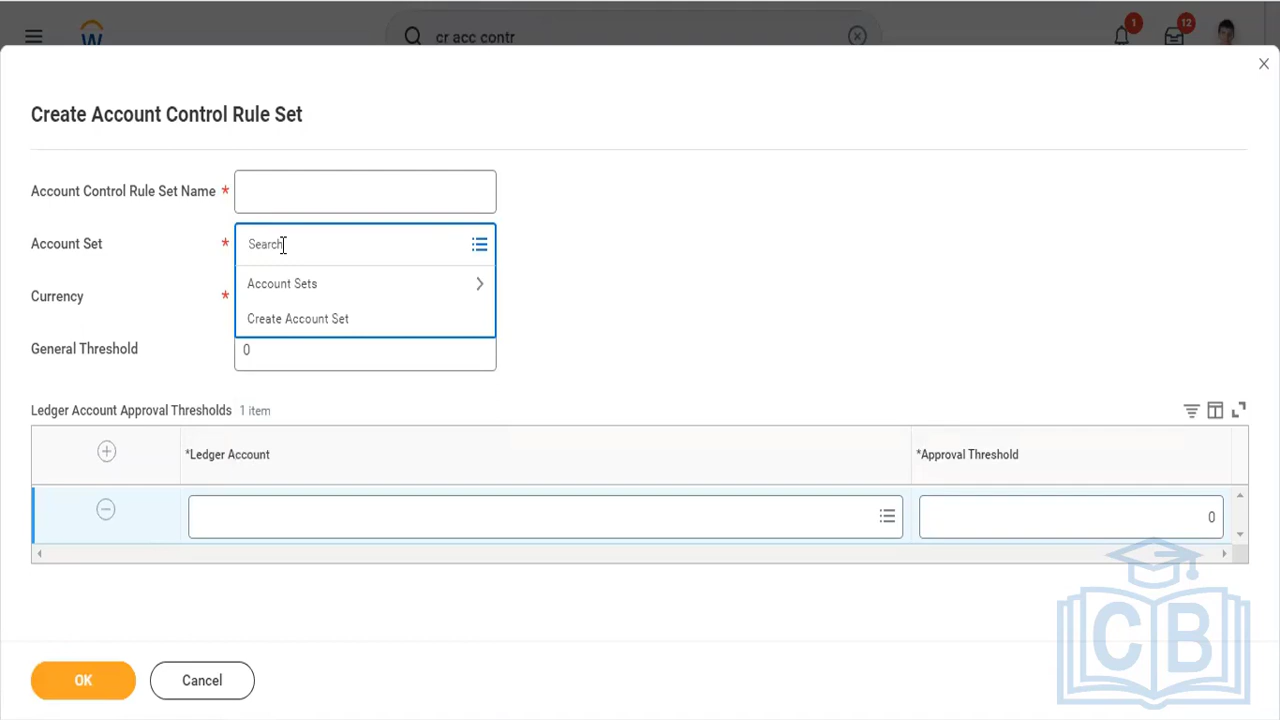 W
cr acc contr
1
12
Create Account Control Rule Set
Account Control Rule Set Name *
Account Set *
Search
Account Sets
Create Account Set
Currency *
General Threshold
0
Ledger Account Approval Thresholds 1 item
*Ledger Account
*Approval Threshold
0
CB
OK
Cancel